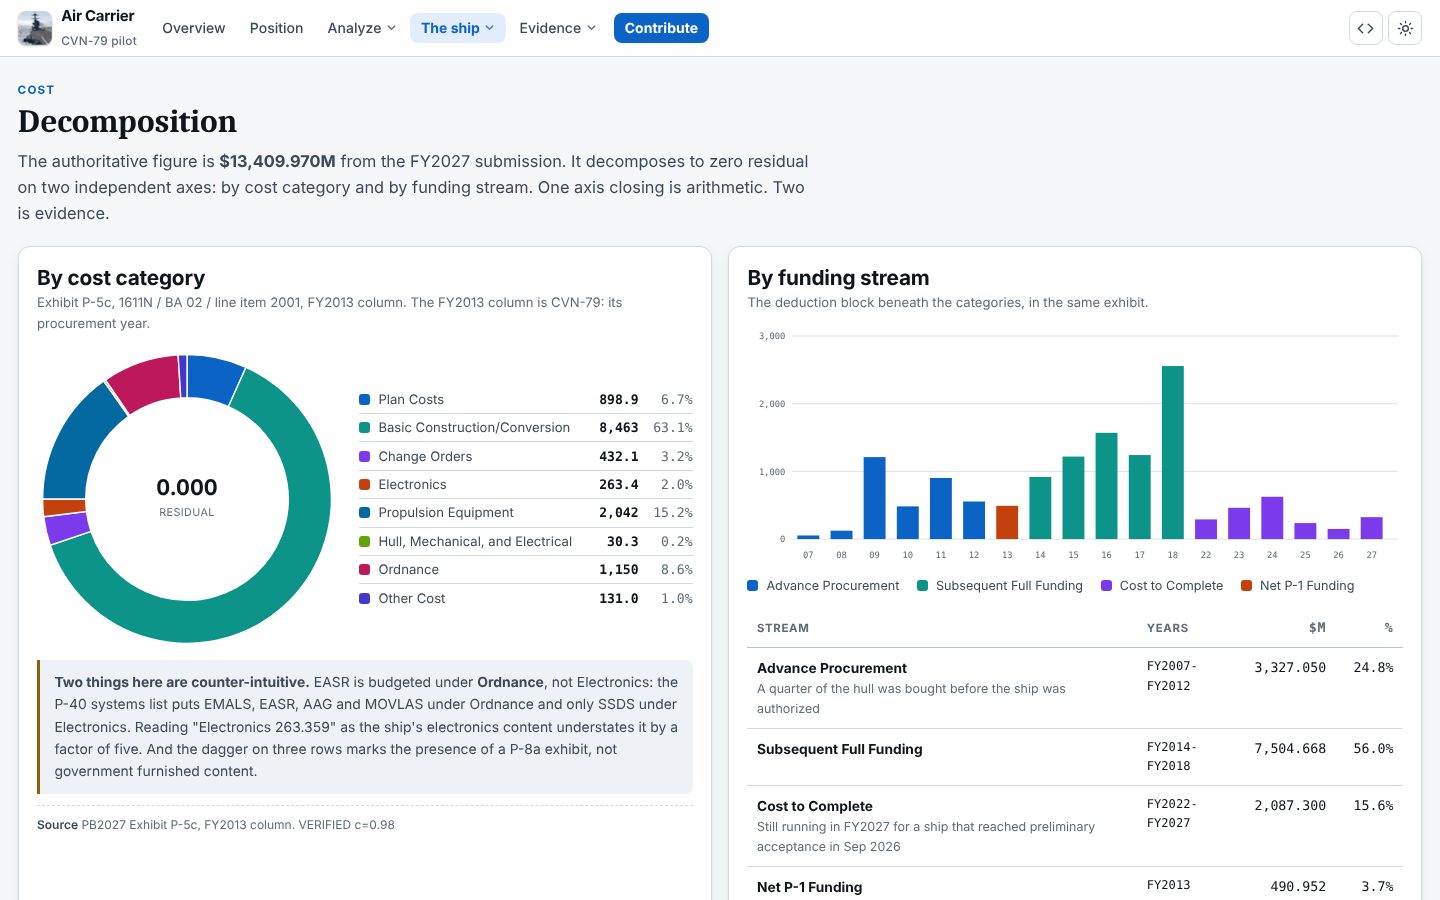 Air Carrier
CVN-79 pilot
Overview
Position
Analyze
The ship
Evidence
Contribute
COST
Decomposition
The authoritative figure is $13,409.970M from the FY2027 submission. It decomposes to zero residual
on two independent axes: by cost category and by funding stream. One axis closing is arithmetic. Two
is evidence.
By cost category
Exhibit P-5c, 1611N / BA 02 / line item 2001, FY2013 column. The FY2013 column is CVN-79: its
procurement year.
0.000
RESIDUAL
Plan Costs 898.9 6.7%
Basic Construction/Conversion 8,463 63.1%
Change Orders 432.1 3.2%
Electronics 263.4 2.0%
Propulsion Equipment 2,042 15.2%
Hull, Mechanical, and Electrical 30.3 0.2%
Ordnance 1,150 8.6%
Other Cost 131.0 1.0%
Two things here are counter-intuitive. EASR is budgeted under Ordnance, not Electronics: the
P-40 systems list puts EMALS, EASR, AAG and MOVLAS under Ordnance and only SSDS under
Electronics. Reading "Electronics 263.359" as the ship's electronics content understates it by a
factor of five. And the dagger on three rows marks the presence of a P-8a exhibit, not
government furnished content.
Source PB2027 Exhibit P-5c, FY2013 column. VERIFIED c=0.98
By funding stream
The deduction block beneath the categories, in the same exhibit.
3,000
2,000
1,000
0
07 08 09 10 11 12 13 14 15 16 17 18 22 23 24 25 26 27
Advance Procurement
Subsequent Full Funding
Cost to Complete
Net P-1 Funding
STREAM YEARS $M %
Advance Procurement FY2007- 3,327.050 24.8%
A quarter of the hull was bought before the ship was FY2012
authorized
Subsequent Full Funding FY2014- 7,504.668 56.0%
FY2018
Cost to Complete FY2022- 2,087.300 15.6%
Still running in FY2027 for a ship that reached preliminary FY2027
acceptance in Sep 2026
Net P-1 Funding FY2013 490.952 3.7%